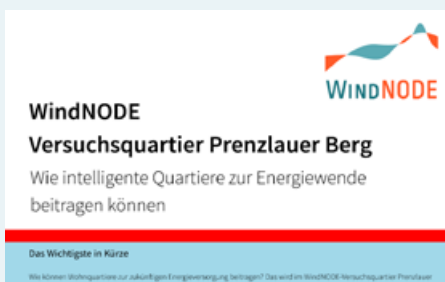 WINDNODE
WindNODE
Versuchsquartier Prenzlauer Berg
Wie intelligente Quartiere zur Energiewende
beitragen können
Das Wichtigste in Kürze
Wie können Wohnquartiere zur zukünftigen Energieversorgung beitragen? Das wird im WindNODE-Versuchsquartier Prenzlauer